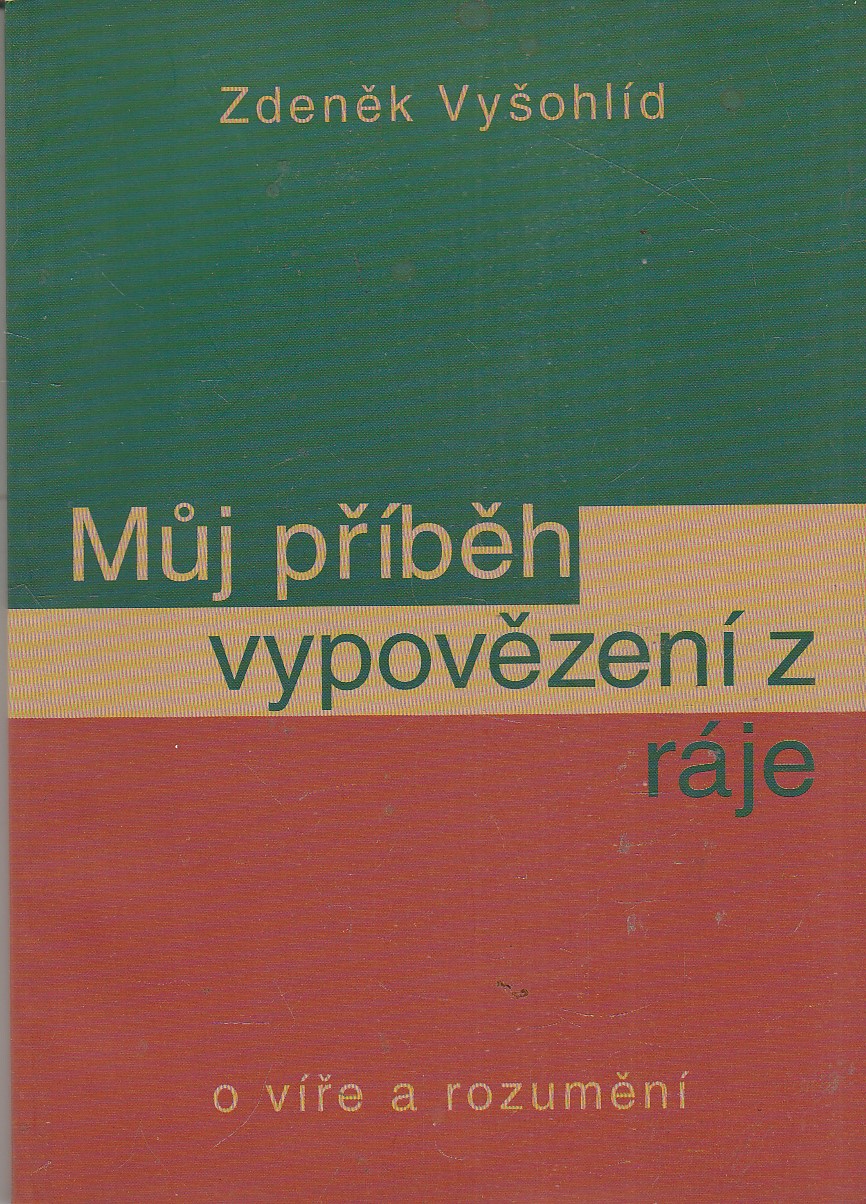 Zdeněk Vyšohlíd
Můj příběh
vypovězení z
ráje
o víře a rozumění